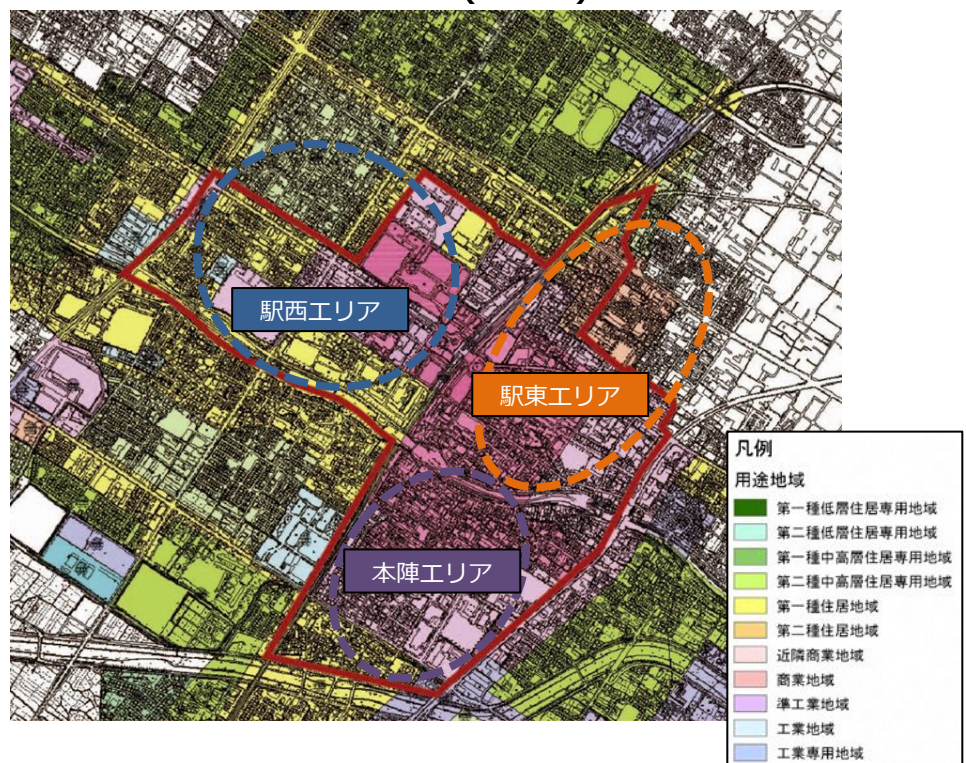 駅西エリア
駅東エリア
本陣エリア
凡例
用途地域
第一種低層住居専用地域
第二種低層住居専用地域
第一種中高層住居専用地域
第二種中高層住居専用地域
第一種住居地域
第二種住居地域
近隣商業地域
商業地域
準工業地域
工業地域
工業専用地域